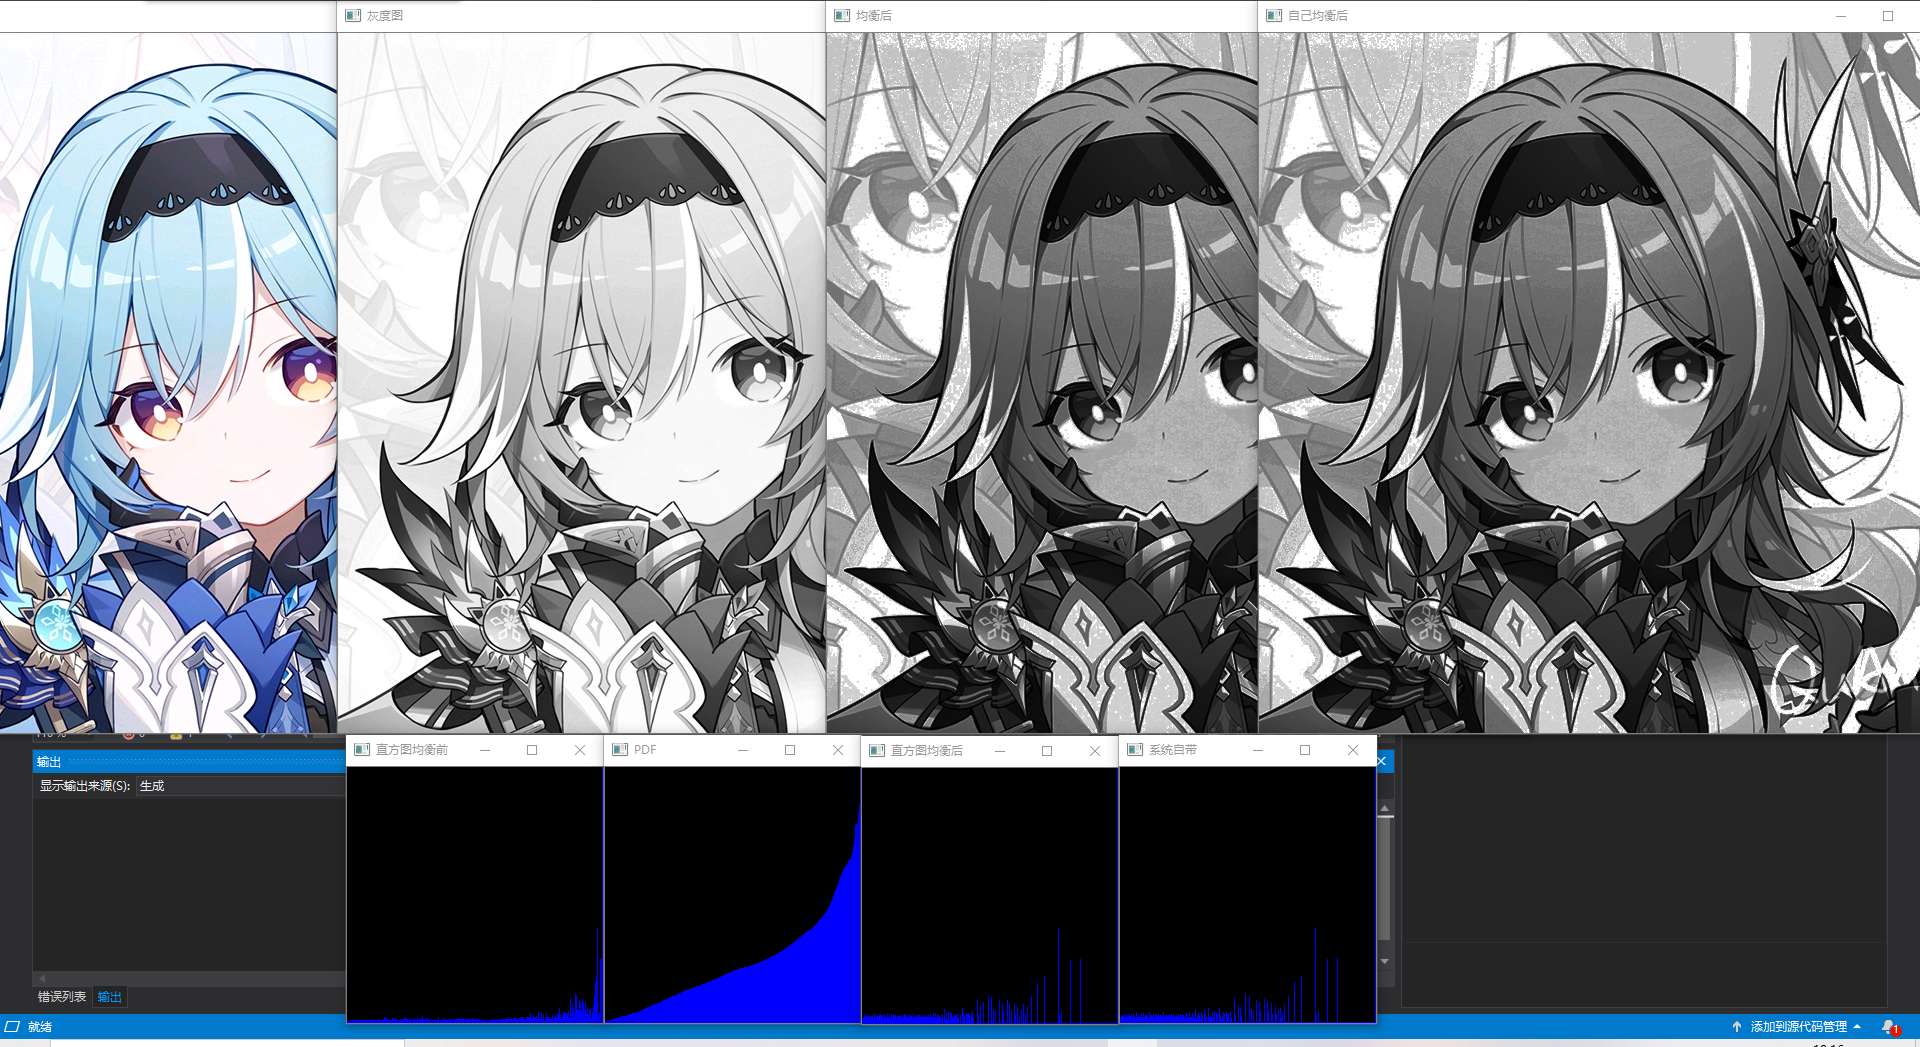 灰度图
均衡后
自己均衡后
直方图均衡前
PDF
直方图均衡后
系统自带
输出
显示输出来源(S):
生成
错误列表
输出
就绪
添加到源代码管理
1